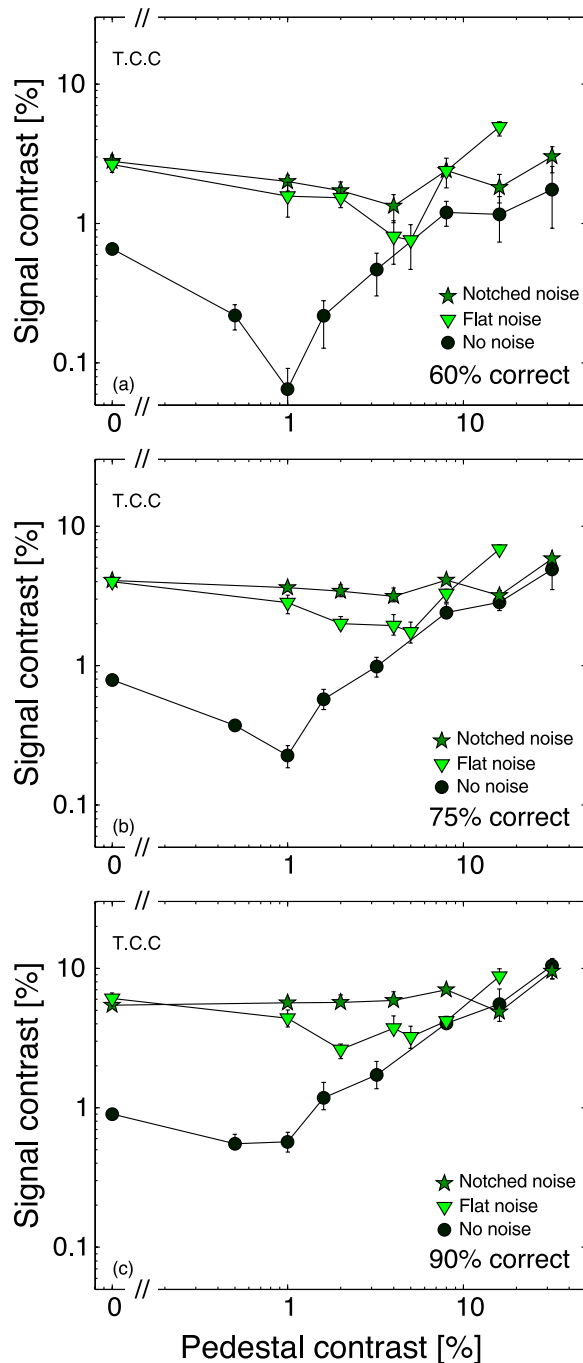 T.C.C
10
1
0.1
Signal contrast [%]
Notched noise
Flat noise
No noise
(a)
60% correct
//
//
0
1
10
T.C.C
10
1
0.1
Signal contrast [%]
Notched noise
Flat noise
No noise
(b)
75% correct
//
//
0
1
10
T.C.C
10
1
0.1
Signal contrast [%]
Notched noise
Flat noise
No noise
(c)
90% correct
//
//
0
1
10
Pedestal contrast [%]